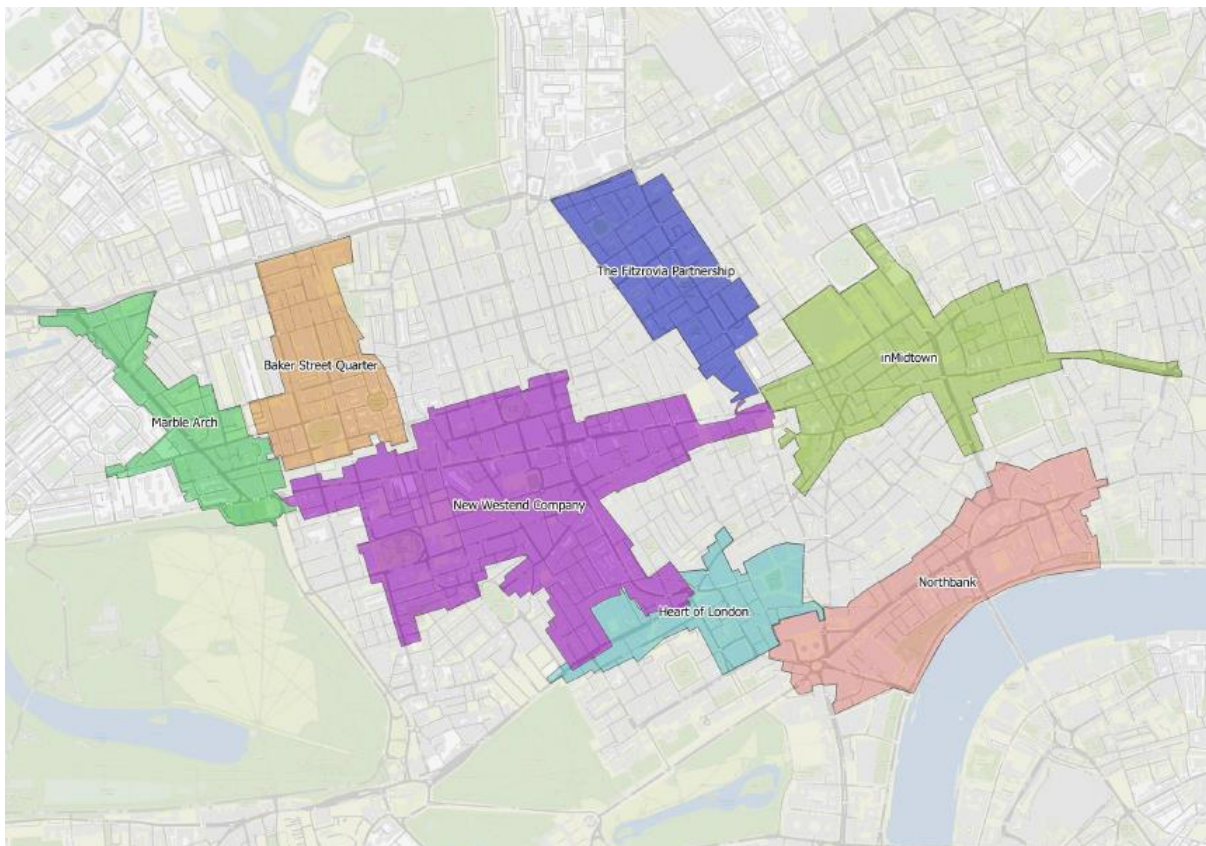 The Fitzrovia Partnership
inMidtown
Baker Street Quarter
Marble Arch
New Westend Company
Northbank
Heart of London